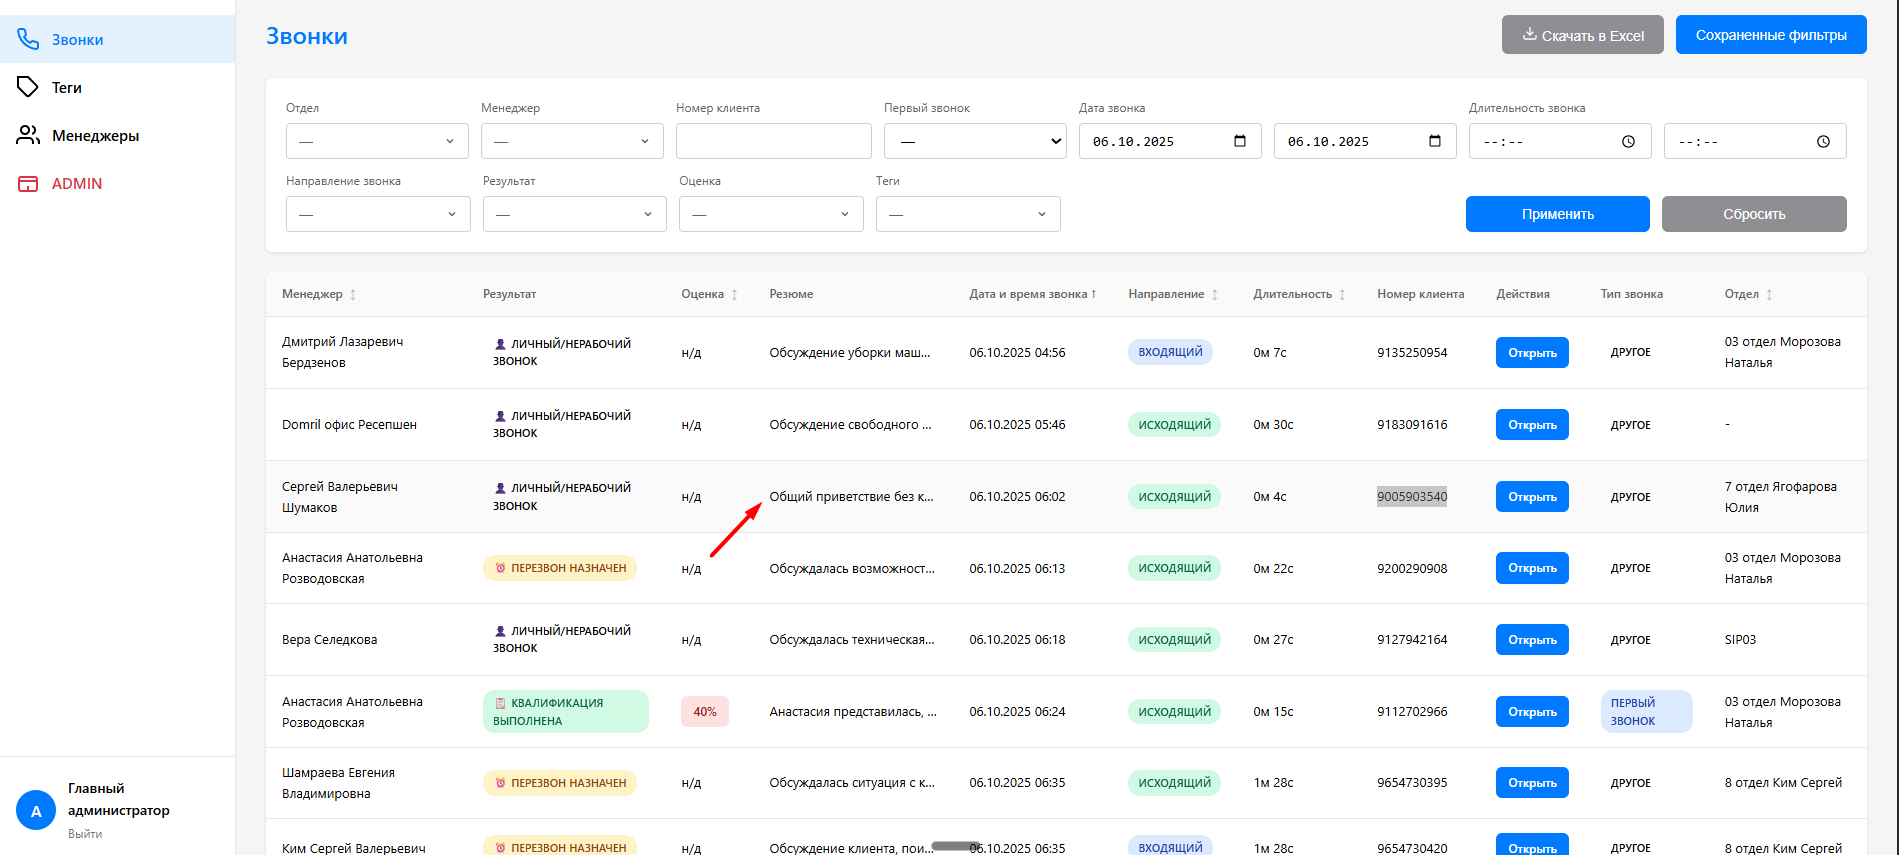 Звонки
Теги
Менеджеры
ADMIN
Главный
администратор
Выйти
А
Звонки
Скачать в Excel
Сохраненные фильтры
Отдел
Менеджер
Номер клиента
Первый звонок
Дата звонка
Длительность звонка
—
—
—
06.10.2025
06.10.2025
--:--
--:--
Направление звонка
Результат
Оценка
Теги
—
—
—
—
Применить
Сбросить
Менеджер ↕ Результат Оценка ↕ Резюме Дата и время звонка ↑ Направление ↕ Длительность ↕ Номер клиента Действия Тип звонка Отдел ↕
Дмитрий Лазаревич
Бердзенов
ЛИЧНЫЙ/НЕРАБОЧИЙ
ЗВОНОК
н/д
Обсуждение уборки маш...
06.10.2025 04:56
ВХОДЯЩИЙ
0м 7с
9135250954
Открыть
ДРУГОЕ
03 отдел Морозова
Наталья
Domril офис Ресепшен
ЛИЧНЫЙ/НЕРАБОЧИЙ
ЗВОНОК
н/д
Обсуждение свободного ...
06.10.2025 05:46
ИСХОДЯЩИЙ
0м 30с
9183091616
Открыть
ДРУГОЕ
-
Сергей Валерьевич
Шумаков
ЛИЧНЫЙ/НЕРАБОЧИЙ
ЗВОНОК
н/д
Общий приветствие без к...
06.10.2025 06:02
ИСХОДЯЩИЙ
0м 4с
9005903540
Открыть
ДРУГОЕ
7 отдел Ягофарова
Юлия
Анастасия Анатольевна
Розводовская
ПЕРЕЗВОН НАЗНАЧЕН
н/д
Обсуждалась возможност...
06.10.2025 06:13
ИСХОДЯЩИЙ
0м 22с
9200290908
Открыть
ДРУГОЕ
03 отдел Морозова
Наталья
Вера Селедкова
ЛИЧНЫЙ/НЕРАБОЧИЙ
ЗВОНОК
н/д
Обсуждалась техническая...
06.10.2025 06:18
ИСХОДЯЩИЙ
0м 27с
9127942164
Открыть
ДРУГОЕ
SIP03
Анастасия Анатольевна
Розводовская
КВАЛИФИКАЦИЯ
ВЫПОЛНЕНА
40%
Анастасия представилась, ...
06.10.2025 06:24
ИСХОДЯЩИЙ
0м 15с
9112702966
Открыть
ПЕРВЫЙ
ЗВОНОК
03 отдел Морозова
Наталья
Шамраева Евгения
Владимировна
ПЕРЕЗВОН НАЗНАЧЕН
н/д
Обсуждалась ситуация с к...
06.10.2025 06:35
ИСХОДЯЩИЙ
1м 28с
9654730395
Открыть
ДРУГОЕ
8 отдел Ким Сергей
Ким Сергей Валерьевич
ПЕРЕЗВОН НАЗНАЧЕН
н/д
Обсуждение клиента, пои...
06.10.2025 06:35
ВХОДЯЩИЙ
1м 28с
9654730420
Открыть
ДРУГОЕ
8 отдел Ким Сергей